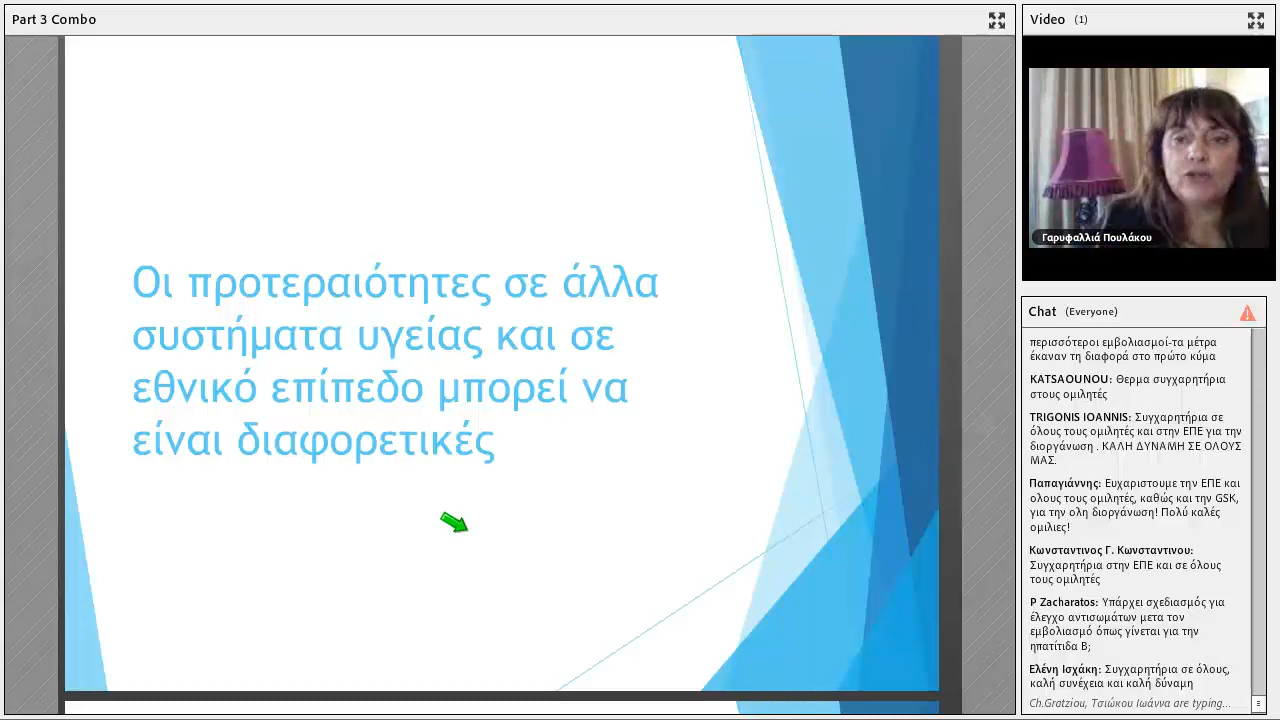 Part 3 Combo
Οι προτεραιότητες σε άλλα
συστήματα υγείας και σε
εθνικό επίπεδο μπορεί να
είναι διαφορετικές
Video (1)
Γαρυφαλλιά Πουλάκου
Chat (Everyone)
περισσότεροι εμβολιασμοί-τα μέτρα
έκαναν τη διαφορά στο πρώτο κύμα
KATSAOUNOU: Θερμα συγχαρητήρια
στους ομιλητές
TRIGONIS IOANNIS: Συγχαρητήρια σε
όλους τους ομιλητές και στην ΕΠΕ για την
διοργάνωση . ΚΑΛΗ ΔΥΝΑΜΗ ΣΕ ΟΛΟΥΣ
ΜΑΣ.
Παπαγιάννης: Ευχαριστουμε την ΕΠΕ και
ολους τους ομιλητές, καθώς και την GSK,
για την ολη διοργάνωση! Πολύ καλές
ομιλιες!
Κωνσταντινος Γ. Κωνσταντινου:
Συγχαρητήρια στην ΕΠΕ και σε όλους
τους ομιλητές
P Zacharatos: Υπάρχει σχεδιασμός για
έλεγχο αντισωμάτων μετα τον
εμβολιασμό όπως γίνεται για την
ηπατίτιδα Β;
Ελένη Ισχάκη: Συγχαρητήρια σε όλους,
καλή συνέχεια και καλή δύναμη
Ch.Gratziou, Τσιώκου Ιωάννα are typing...